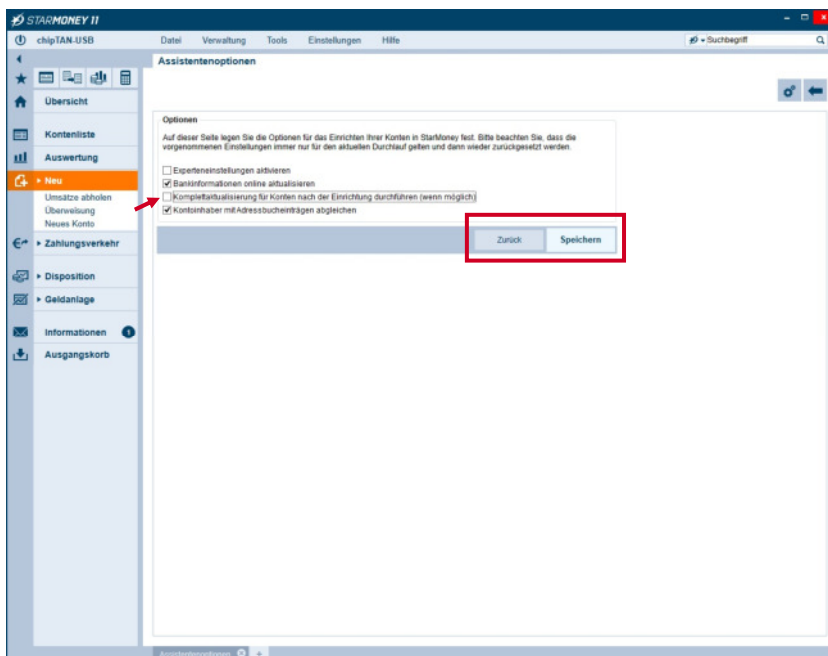 STARMONEY 11
chipTAN-USB
Datei Verwaltung Tools Einstellungen Hilfe
Suchbegriff
Assistentenoptionen
Übersicht
Kontenliste
Auswertung
Neu
Umsätze abholen
Überweisung
Neues Konto
Zahlungsverkehr
Disposition
Geldanlage
Informationen 1
Ausgangskorb
Optionen
Auf dieser Seite legen Sie die Optionen für das Einrichten Ihrer Konten in StarMoney fest. Bitte beachten Sie, dass die
vorgenommenen Einstellungen immer nur für den aktuellen Durchlauf gelten und dann wieder zurückgesetzt werden.
Experteneinstellungen aktivieren
Bankinformationen online aktualisieren
Komplettaktualisierung für Konten nach der Einrichtung durchführen (wenn möglich)
Kontoinhaber mit Adressbucheinträgen abgleichen
Zurück Speichern
Assistentenoptionen